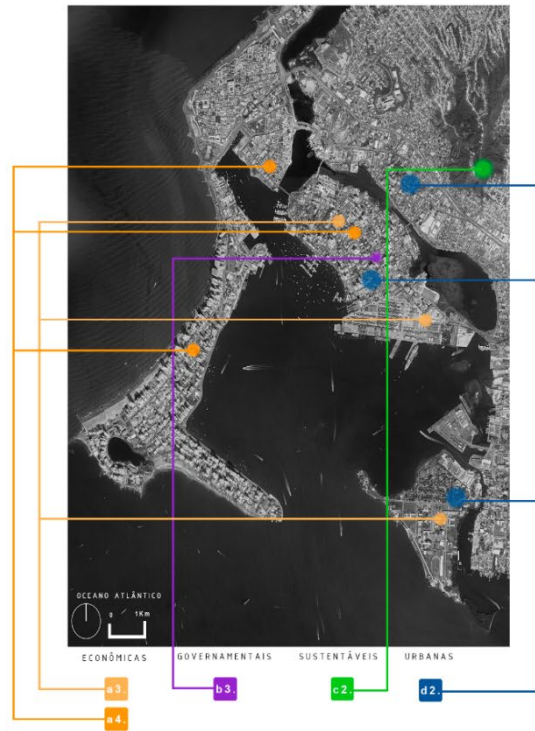 OCEANO ATLÂNTICO
0 1Km
ECONÔMICAS GOVERNAMENTAIS SUSTENTÁVEIS URBANAS
a3. b3. c2. d2.
a4.